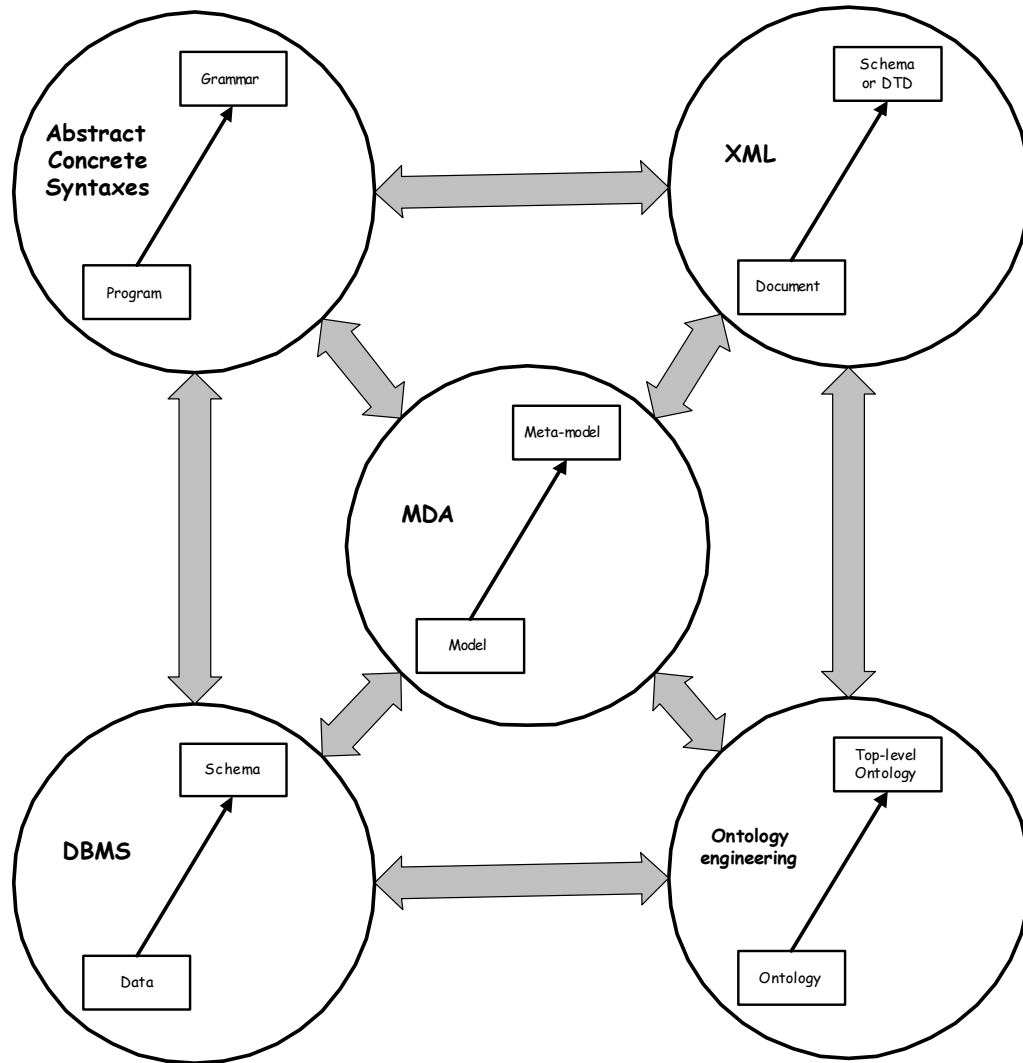 Grammar
Abstract
Concrete
Syntaxes
Program
Schema
or DTD
XML
Document
Meta-model
MDA
Model
Schema
DBMS
Data
Top-level
Ontology
Ontology
engineering
Ontology